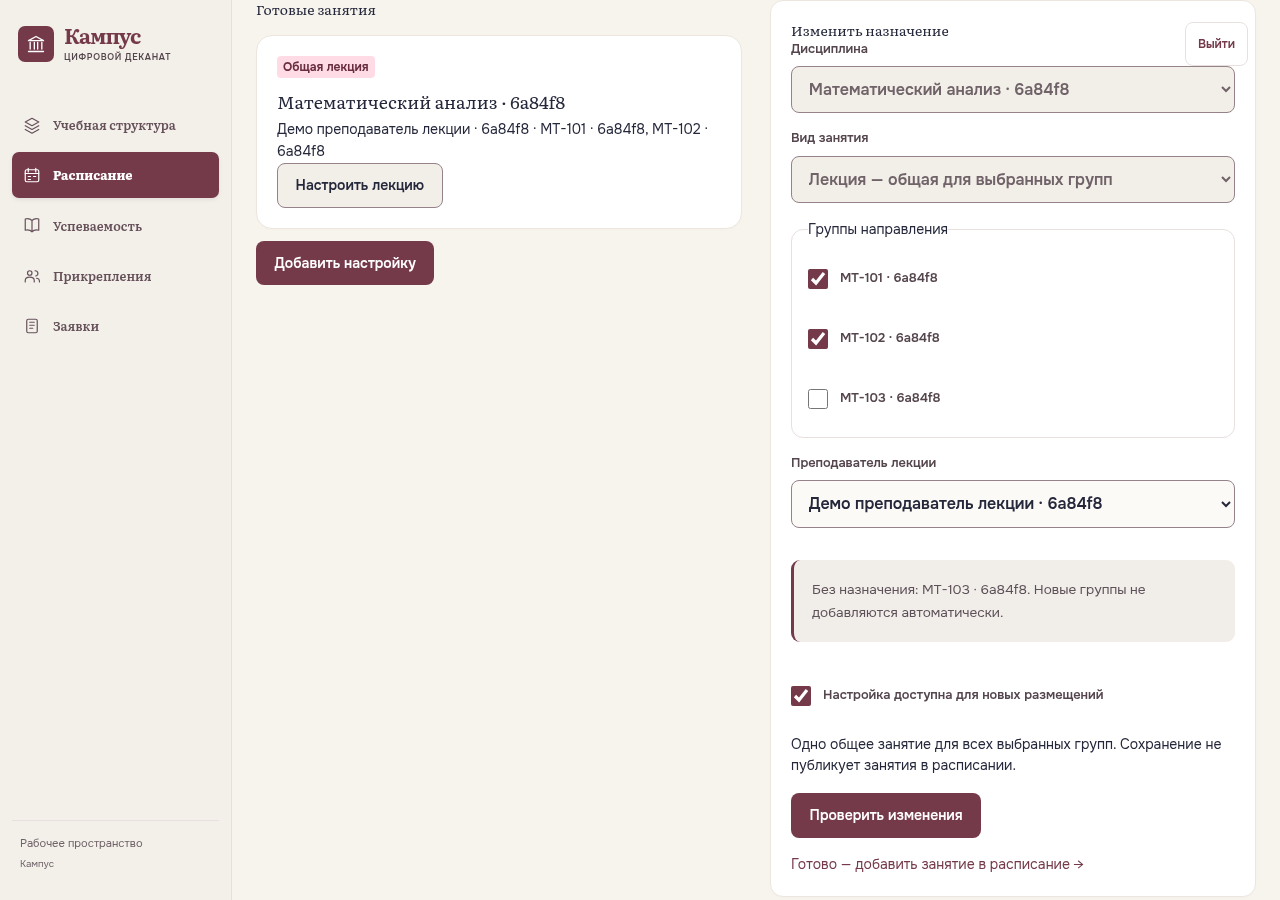 Кампус
ЦИФРОВОЙ ДЕКАНАТ
Учебная структура
Расписание
Успеваемость
Прикрепления
Заявки
Рабочее пространство
Кампус
Готовые занятия
Общая лекция
Математический анализ · 6a84f8
Демо преподаватель лекции · 6a84f8 · МТ-101 · 6a84f8, МТ-102 ·
6a84f8
Настроить лекцию
Добавить настройку
Изменить назначение
Выйти
Дисциплина
Математический анализ · 6a84f8
Вид занятия
Лекция — общая для выбранных групп
Группы направления
МТ-101 · 6a84f8
МТ-102 · 6a84f8
МТ-103 · 6a84f8
Преподаватель лекции
Демо преподаватель лекции · 6a84f8
Без назначения: МТ-103 · 6a84f8. Новые группы не
добавляются автоматически.
Настройка доступна для новых размещений
Одно общее занятие для всех выбранных групп. Сохранение не
публикует занятия в расписании.
Проверить изменения
Готово — добавить занятие в расписание →